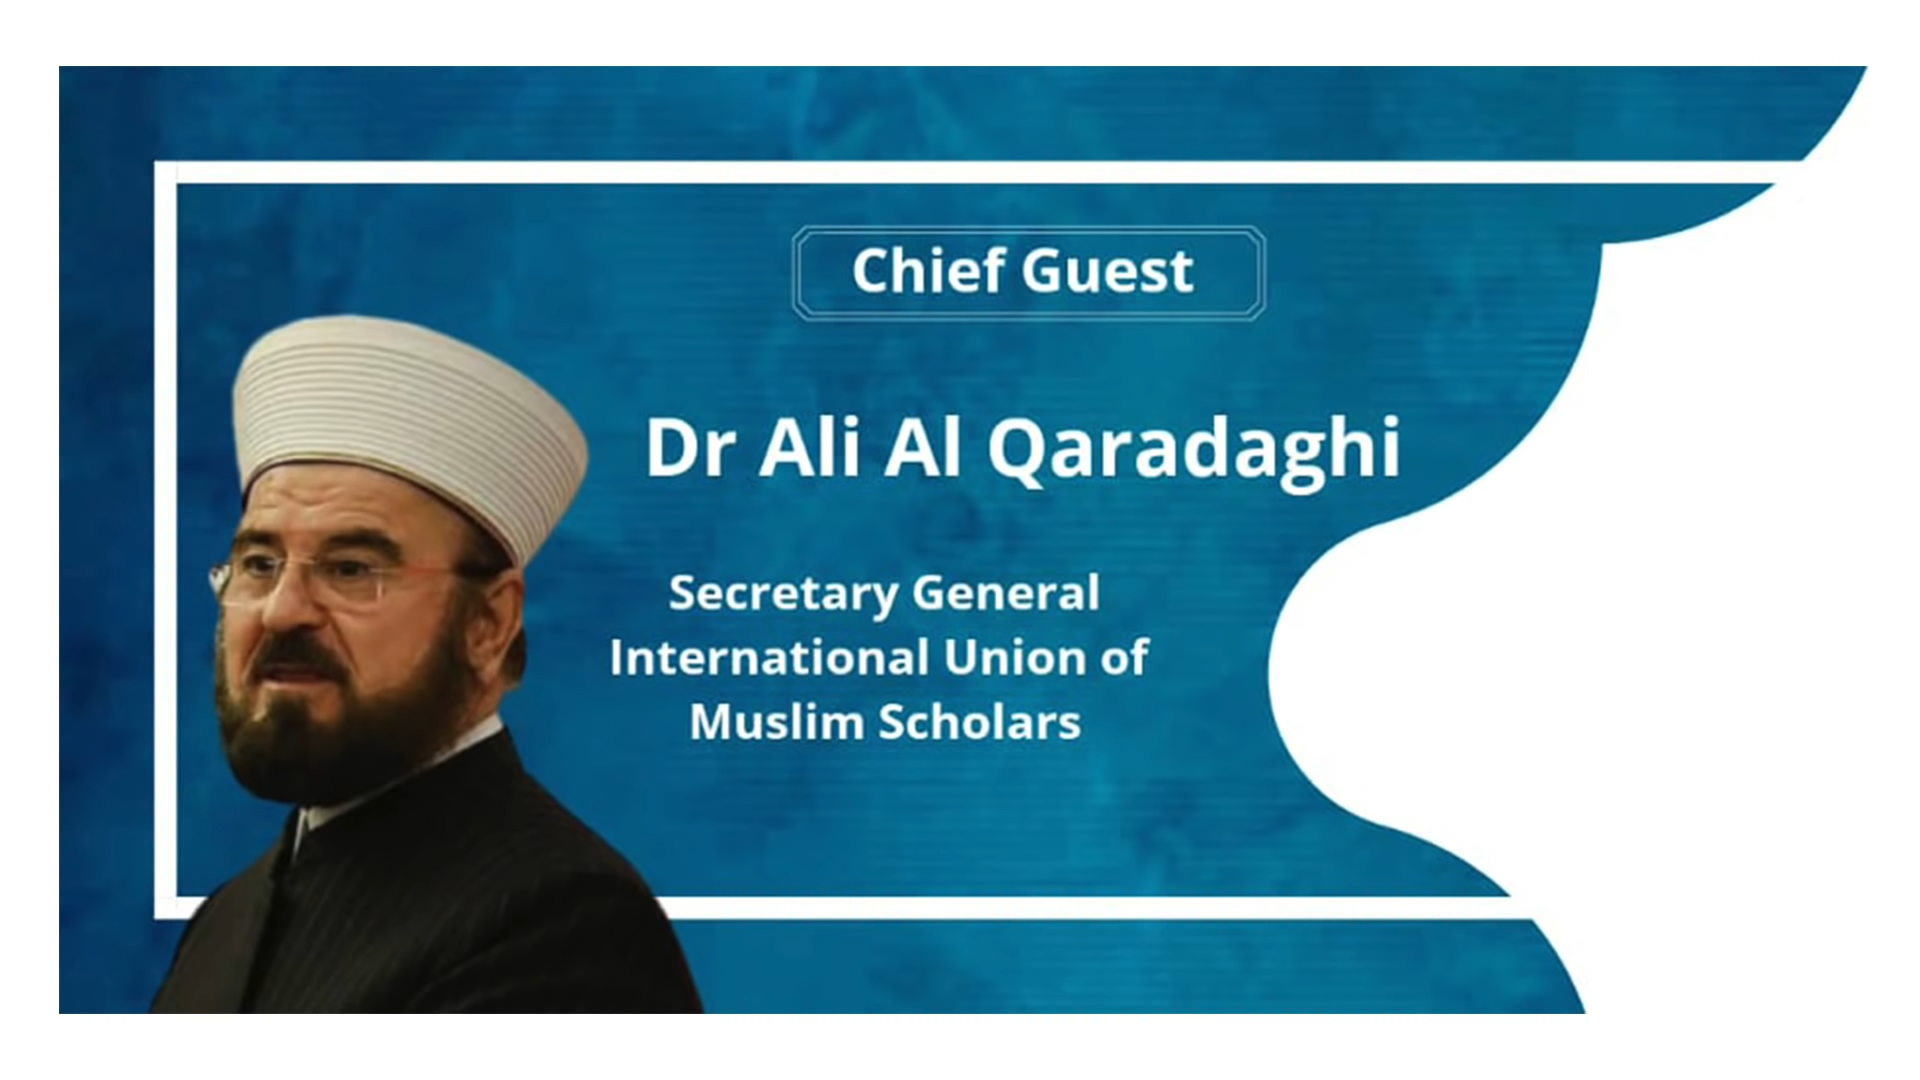 Chief Guest
Dr Ali Al Qaradaghi
Secretary General
International Union of
Muslim Scholars